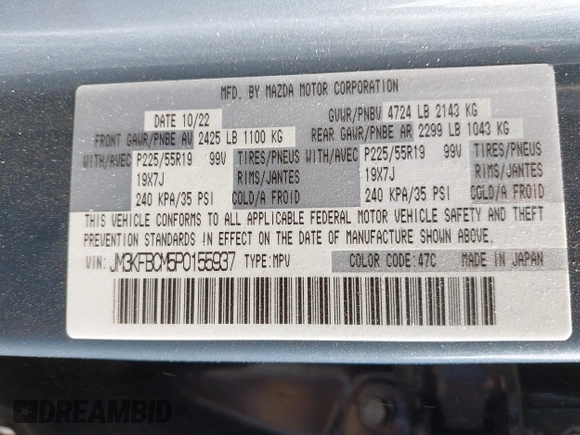 MFD. BY MAZDA MOTOR CORPORATION
DATE 10/22 GVWR/PNBV 4724 LB 2143 KG
FRONT GAWR/PNBE AV 2425 LB 1100 KG REAR GAWR/PNBE AR 2299 LB 1043 KG
WITH/AVEC P225/55R19 99V TIRES/PNEUS WITH/AVEC P225/55R19 99V TIRES/PNEUS
19X7J RIMS/JANTES 19X7J RIMS/JANTES
240 KPA/35 PSI COLD/A FROID 240 KPA/35 PSI COLD/A FROID
THIS VEHICLE CONFORMS TO ALL APPLICABLE FEDERAL MOTOR VEHICLE SAFETY AND THEFT
PREVENTION STANDARDS IN EFFECT ON THE DATE OF MANUFACTURE SHOWN ABOVE.
VIN: JM3KFBCM5P0155937 TYPE: MPV COLOR CODE: 47C MADE IN JAPAN
DREAMBID